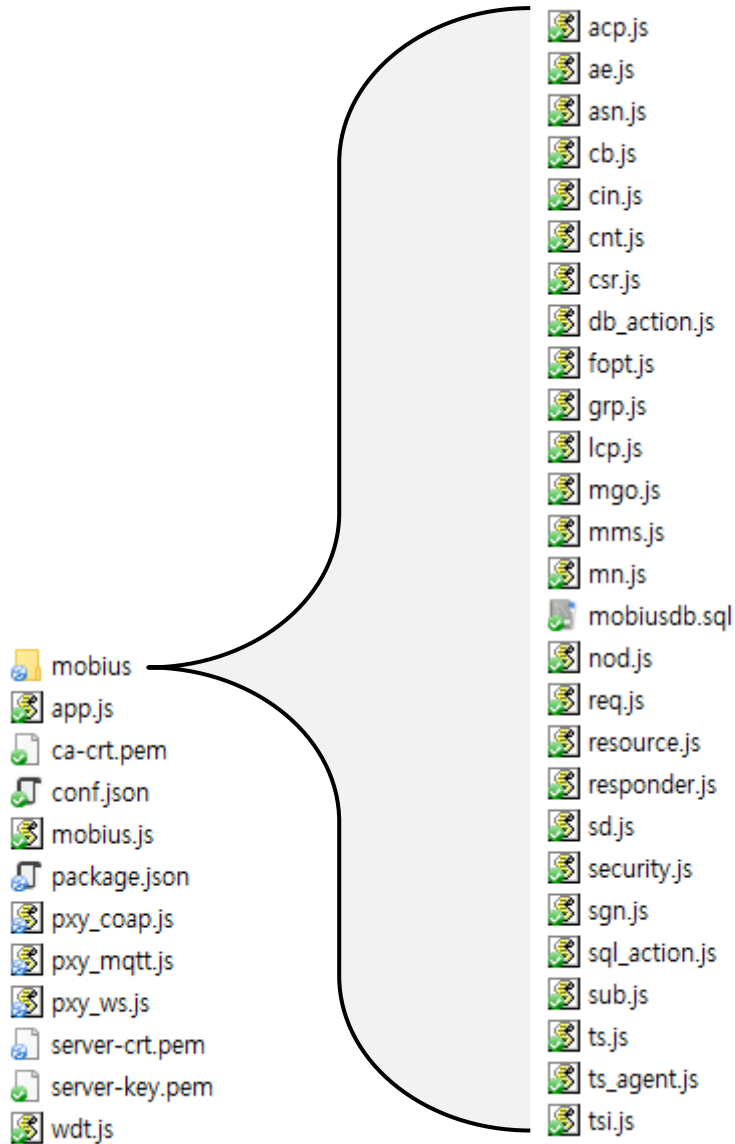 mobius
app.js
ca-crt.pem
conf.json
mobius.js
package.json
pxy_coap.js
pxy_mqtt.js
pxy_ws.js
server-crt.pem
server-key.pem
wdt.js
acp.js
ae.js
asn.js
cb.js
cin.js
cnt.js
csr.js
db_action.js
fopt.js
grp.js
lcp.js
mgo.js
mms.js
mn.js
mobiusdb.sql
nod.js
req.js
resource.js
responder.js
sd.js
security.js
sgn.js
sql_action.js
sub.js
ts.js
ts_agent.js
tsi.js